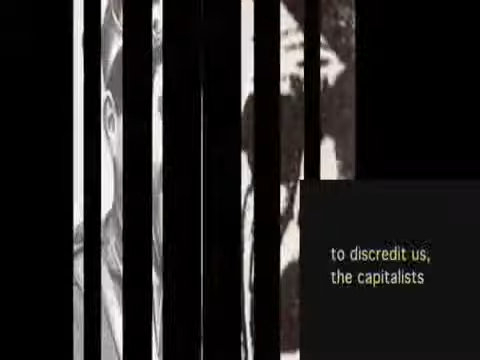 to discredit us,
the capitalists